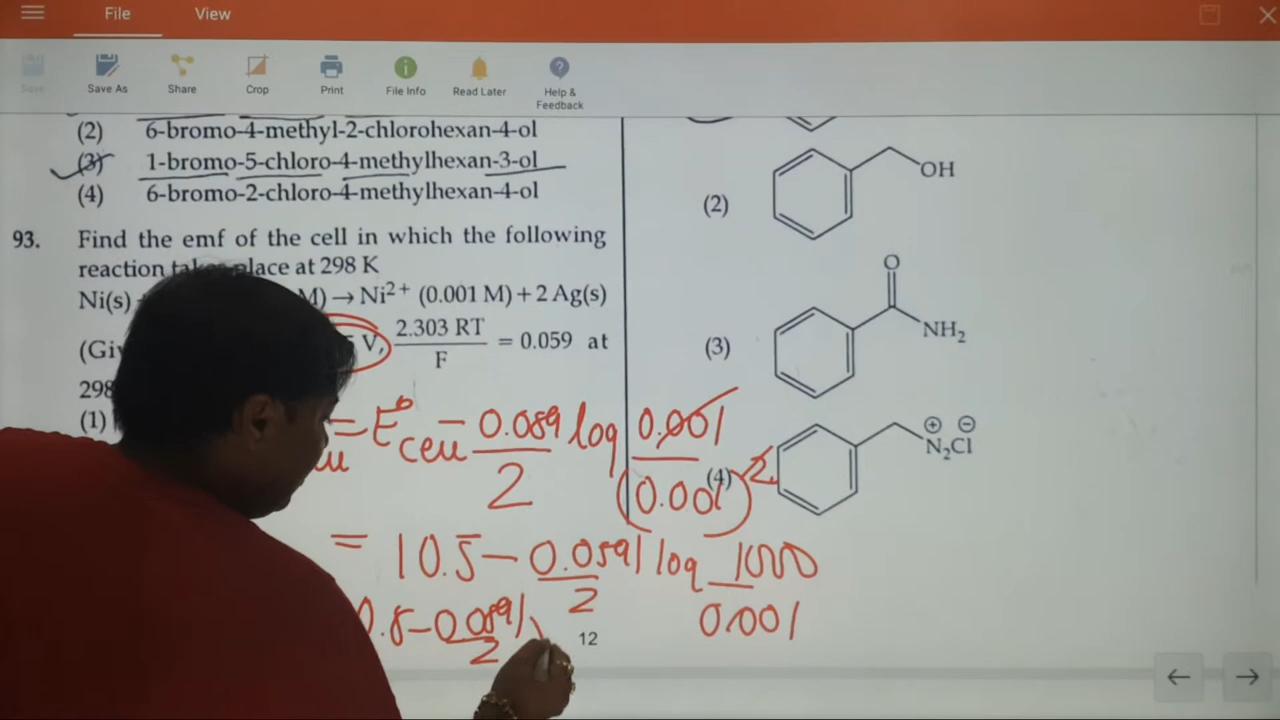 File View
Save Save As Share Crop Print File Info Read Later Help & Feedback
(2) 6-bromo-4-methyl-2-chlorohexan-4-ol
(3) 1-bromo-5-chloro-4-methylhexan-3-ol
(4) 6-bromo-2-chloro-4-methylhexan-4-ol
93. Find the emf of the cell in which the following
reaction place at 298 K
Ni(s) M) → Ni²⁺ (0.001 M) + 2 Ag(s)
V, 2.303 RT / F = 0.059 at
298
(1)
= E° cell − 0.059 / 2 log 0.001 / (0.001)²
= 10.5 − 0.0591 / 2 log 1000 / 0.001
0.0591 / 2
12
(2) OH
O
(3) NH₂
(4) ⊕ ⊖
N₂Cl